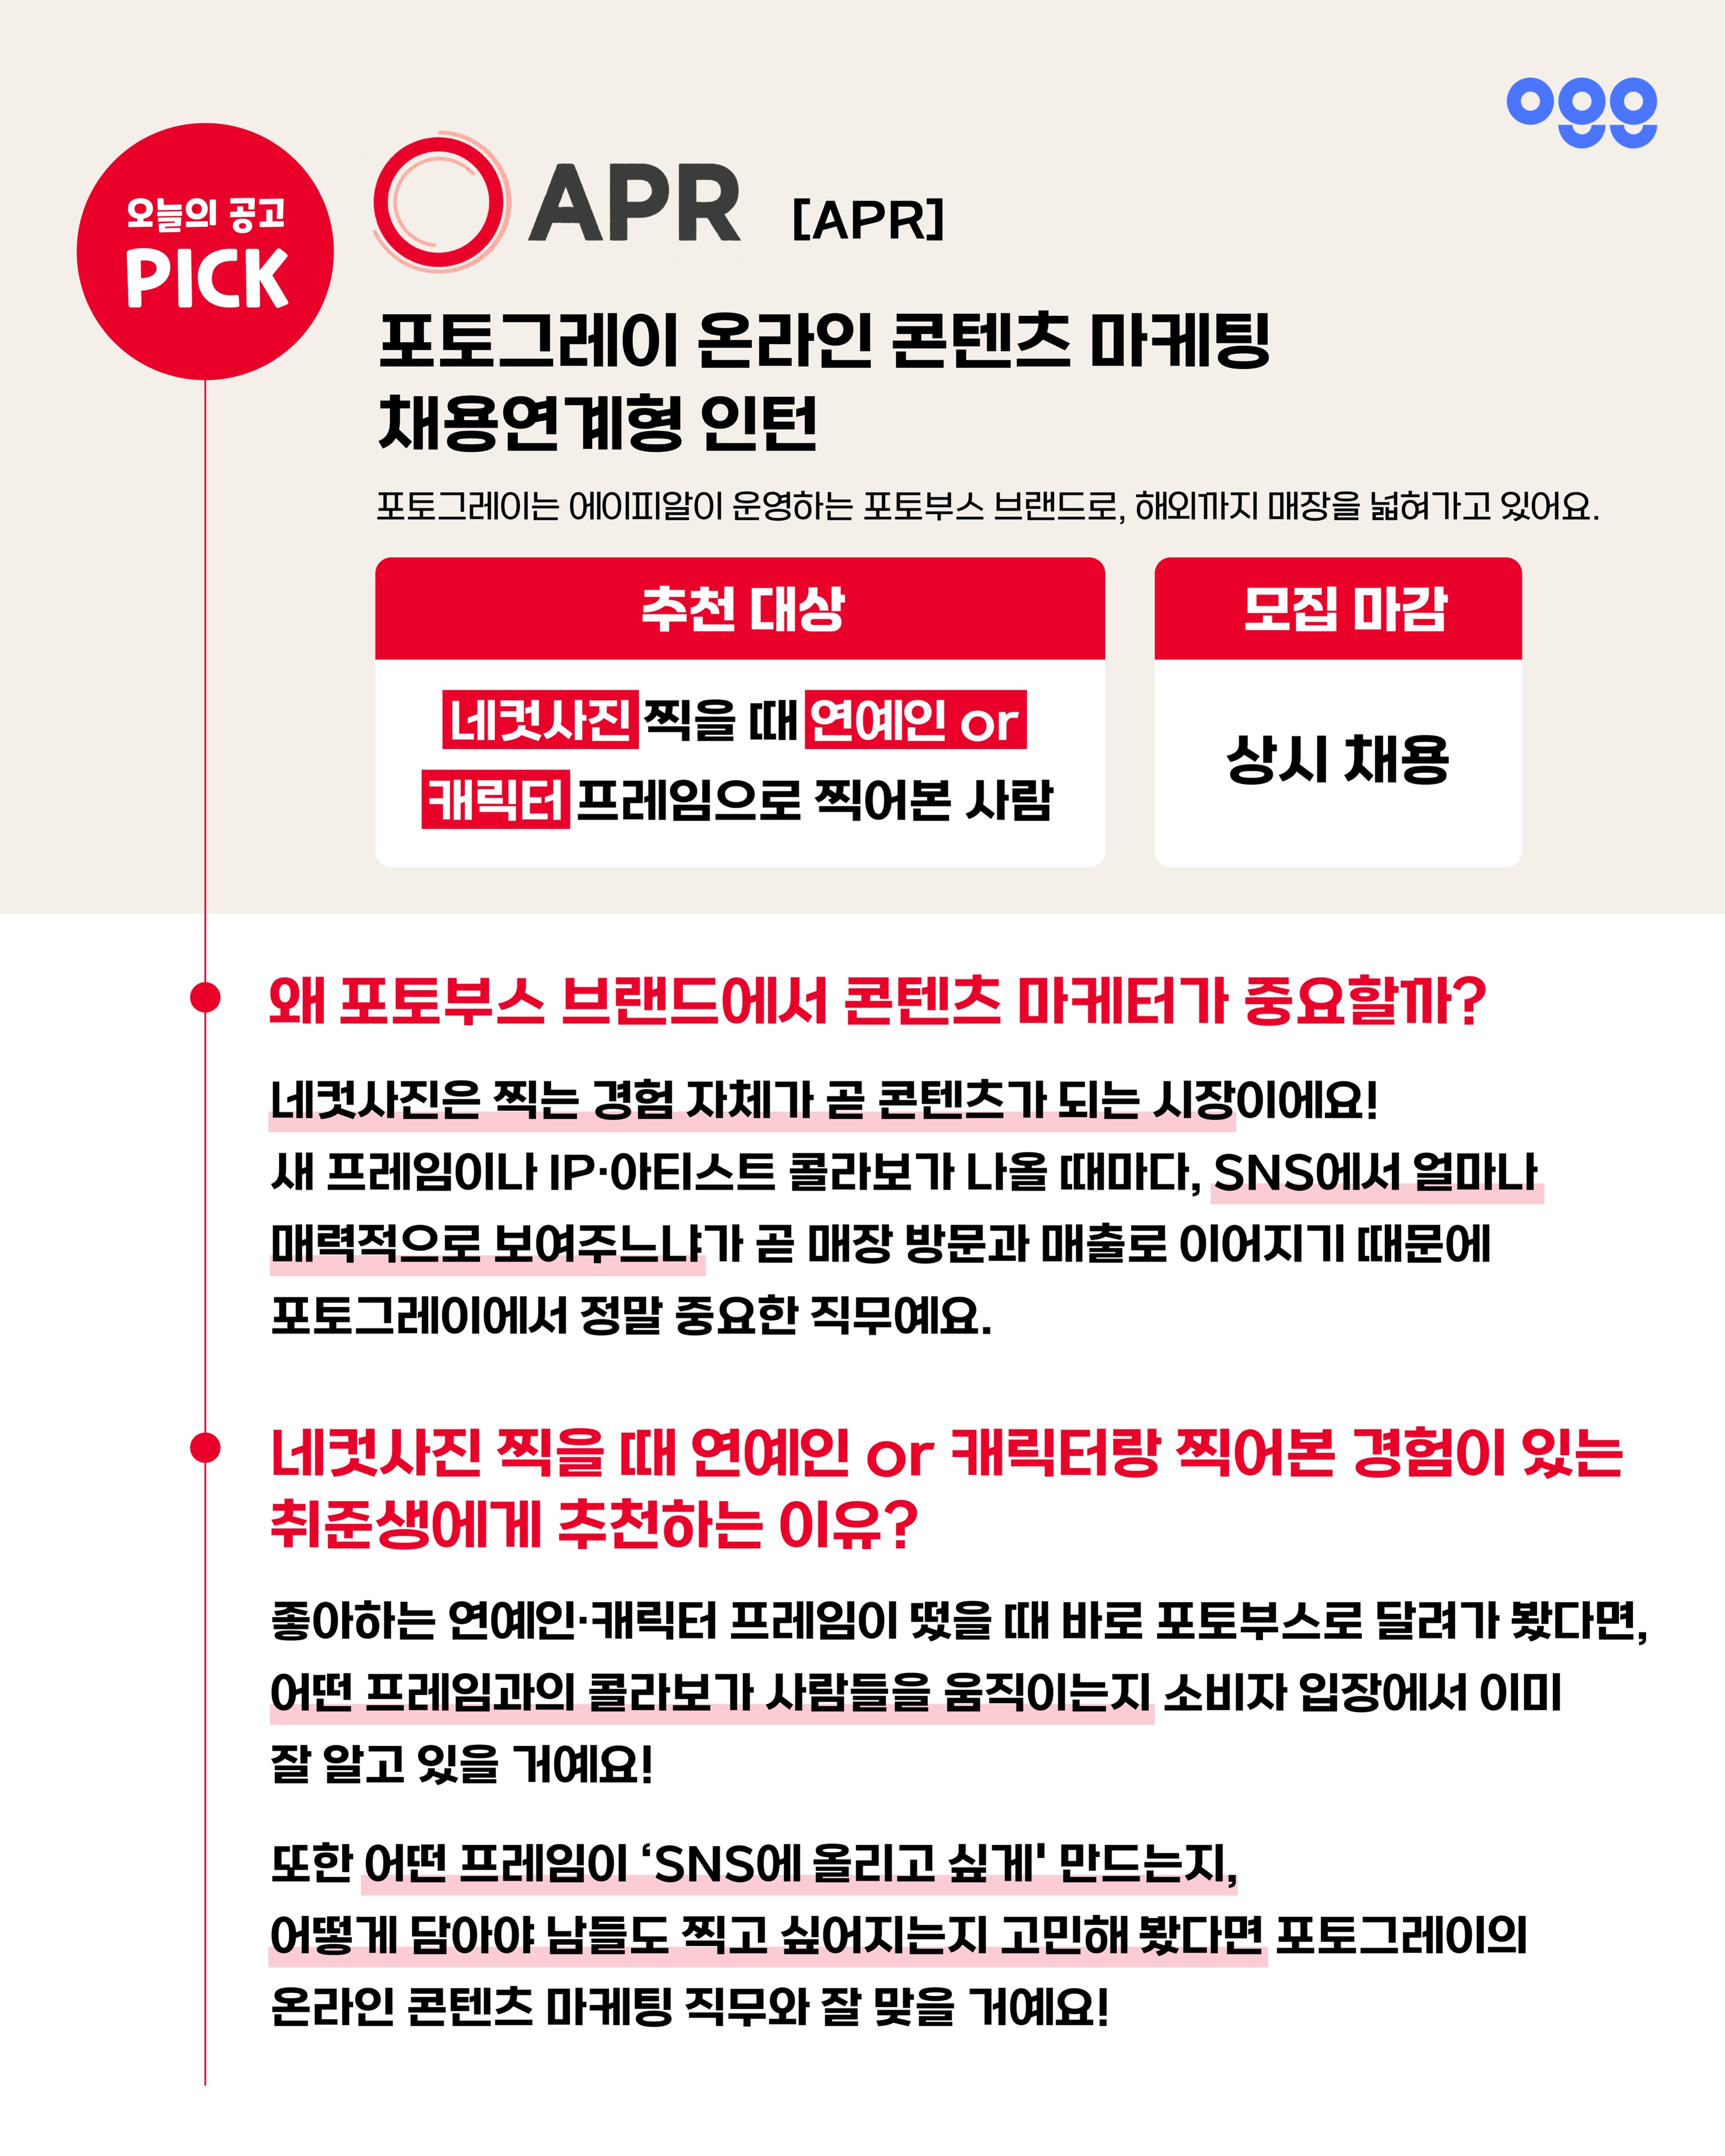 ogg
오늘의 공고
PICK
APR [APR]
포토그레이 온라인 콘텐츠 마케팅
채용연계형 인턴
포토그레이는 에이피알이 운영하는 포토부스 브랜드로, 해외까지 매장을 넓혀가고 있어요.
추천 대상
네컷사진 찍을 때 연예인 or
캐릭터 프레임으로 찍어본 사람
모집 마감
상시 채용
왜 포토부스 브랜드에서 콘텐츠 마케터가 중요할까?
네컷사진은 찍는 경험 자체가 곧 콘텐츠가 되는 시장이에요!
새 프레임이나 IP·아티스트 콜라보가 나올 때마다, SNS에서 얼마나
매력적으로 보여주느냐가 곧 매장 방문과 매출로 이어지기 때문에
포토그레이에서 정말 중요한 직무예요.
네컷사진 찍을 때 연예인 or 캐릭터랑 찍어본 경험이 있는
취준생에게 추천하는 이유?
좋아하는 연예인·캐릭터 프레임이 떴을 때 바로 포토부스로 달려가 봤다면,
어떤 프레임과의 콜라보가 사람들을 움직이는지 소비자 입장에서 이미
잘 알고 있을 거예요!
또한 어떤 프레임이 ‘SNS에 올리고 싶게' 만드는지,
어떻게 담아야 남들도 찍고 싶어지는지 고민해 봤다면 포토그레이의
온라인 콘텐츠 마케팅 직무와 잘 맞을 거예요!